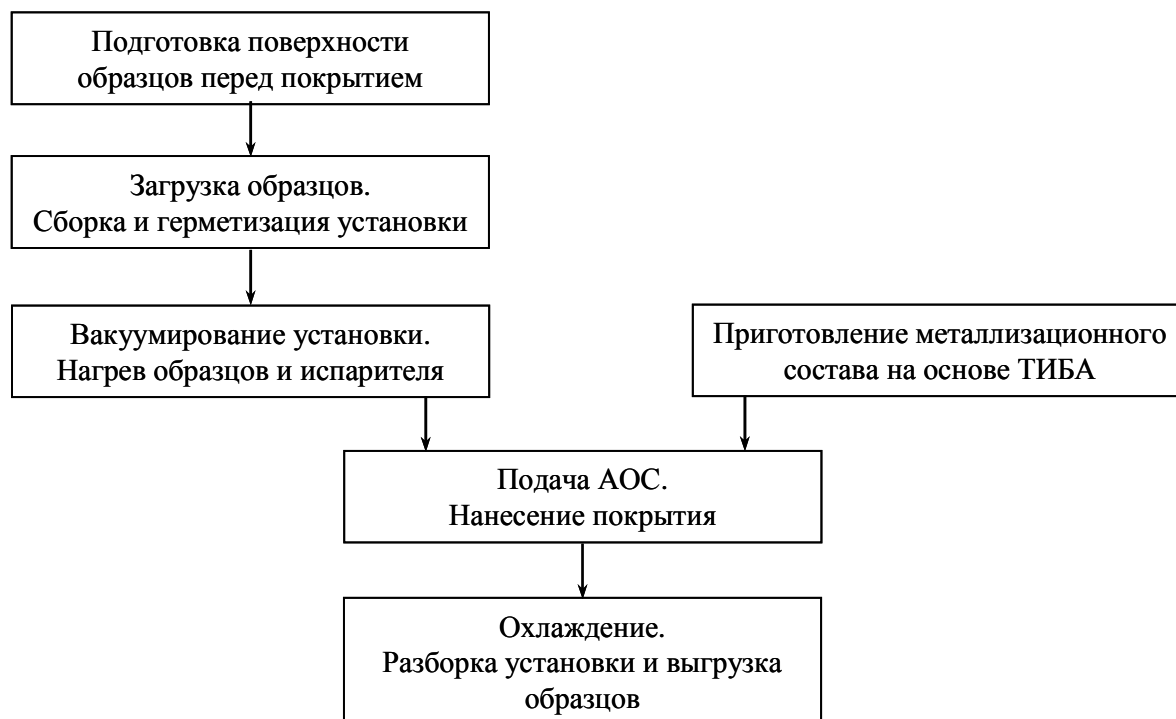 Подготовка поверхности
образцов перед покрытием
Загрузка образцов.
Сборка и герметизация установки
Вакуумирование установки.
Нагрев образцов и испарителя
Приготовление металлизационного
состава на основе ТИБА
Подача АОС.
Нанесение покрытия
Охлаждение.
Разборка установки и выгрузка
образцов